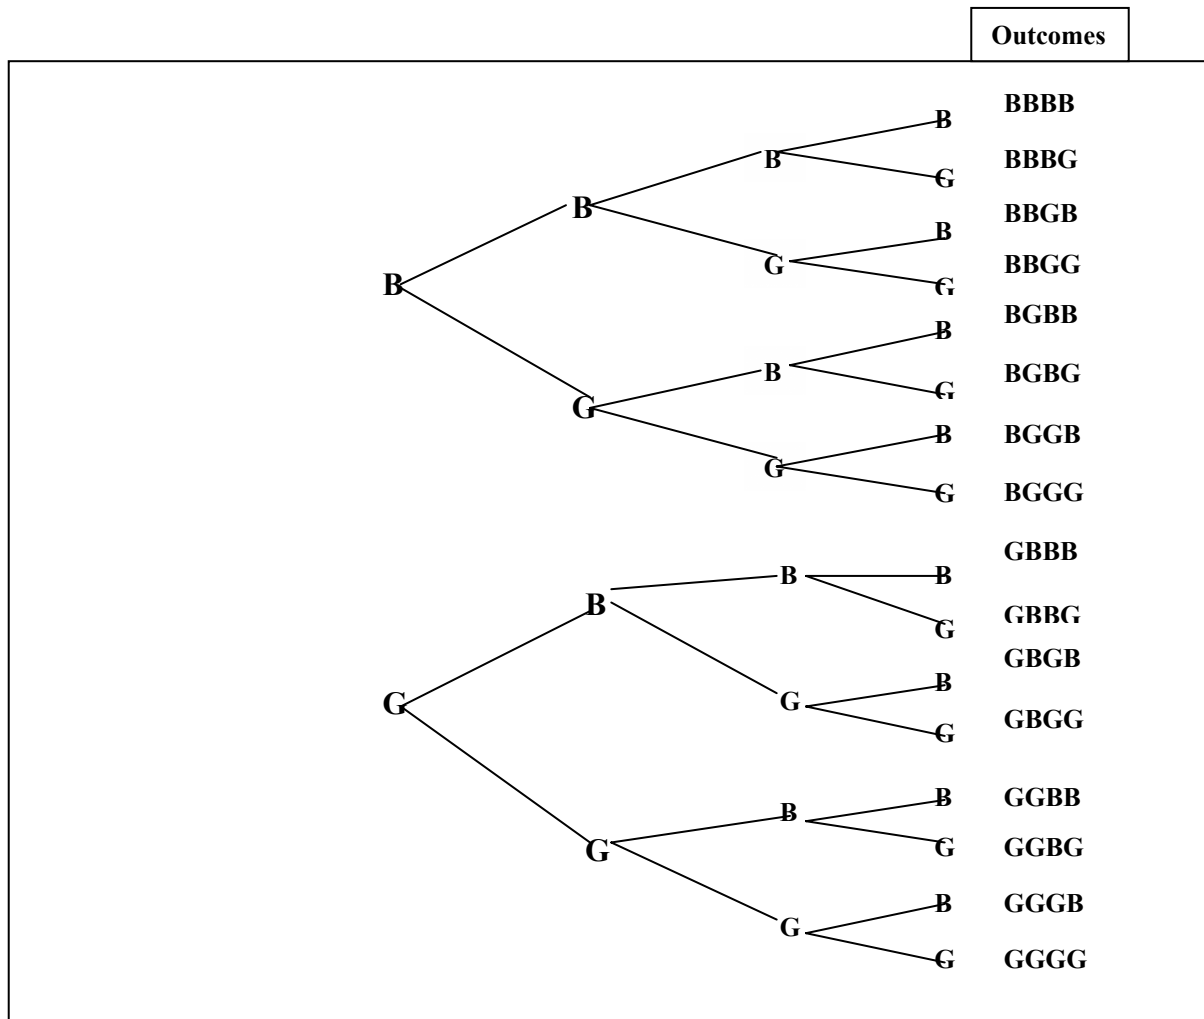 Outcomes
B BBBB
B
G BBBG
B
B BBGB
G
G BBGG
B
B BGBB
B
G BGBG
G
B BGGB
G
G BGGG
GBBB
B B
B
G GBBG
GBGB
B
G
G GBGG
G
B GGBB
B
G GGBG
G
B GGGB
G
G GGGG